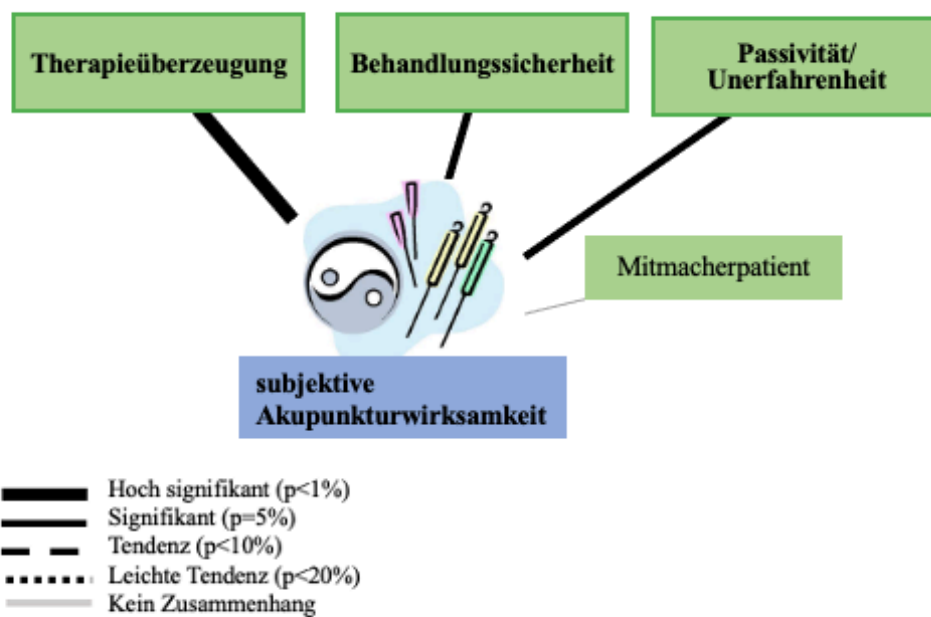 Therapieüberzeugung
Behandlungssicherheit
Passivität/
Unerfahrenheit
Mitmacherpatient
subjektive
Akupunkturwirksamkeit
Hoch signifikant (p<1%)
Signifikant (p=5%)
Tendenz (p<10%)
Leichte Tendenz (p<20%)
Kein Zusammenhang